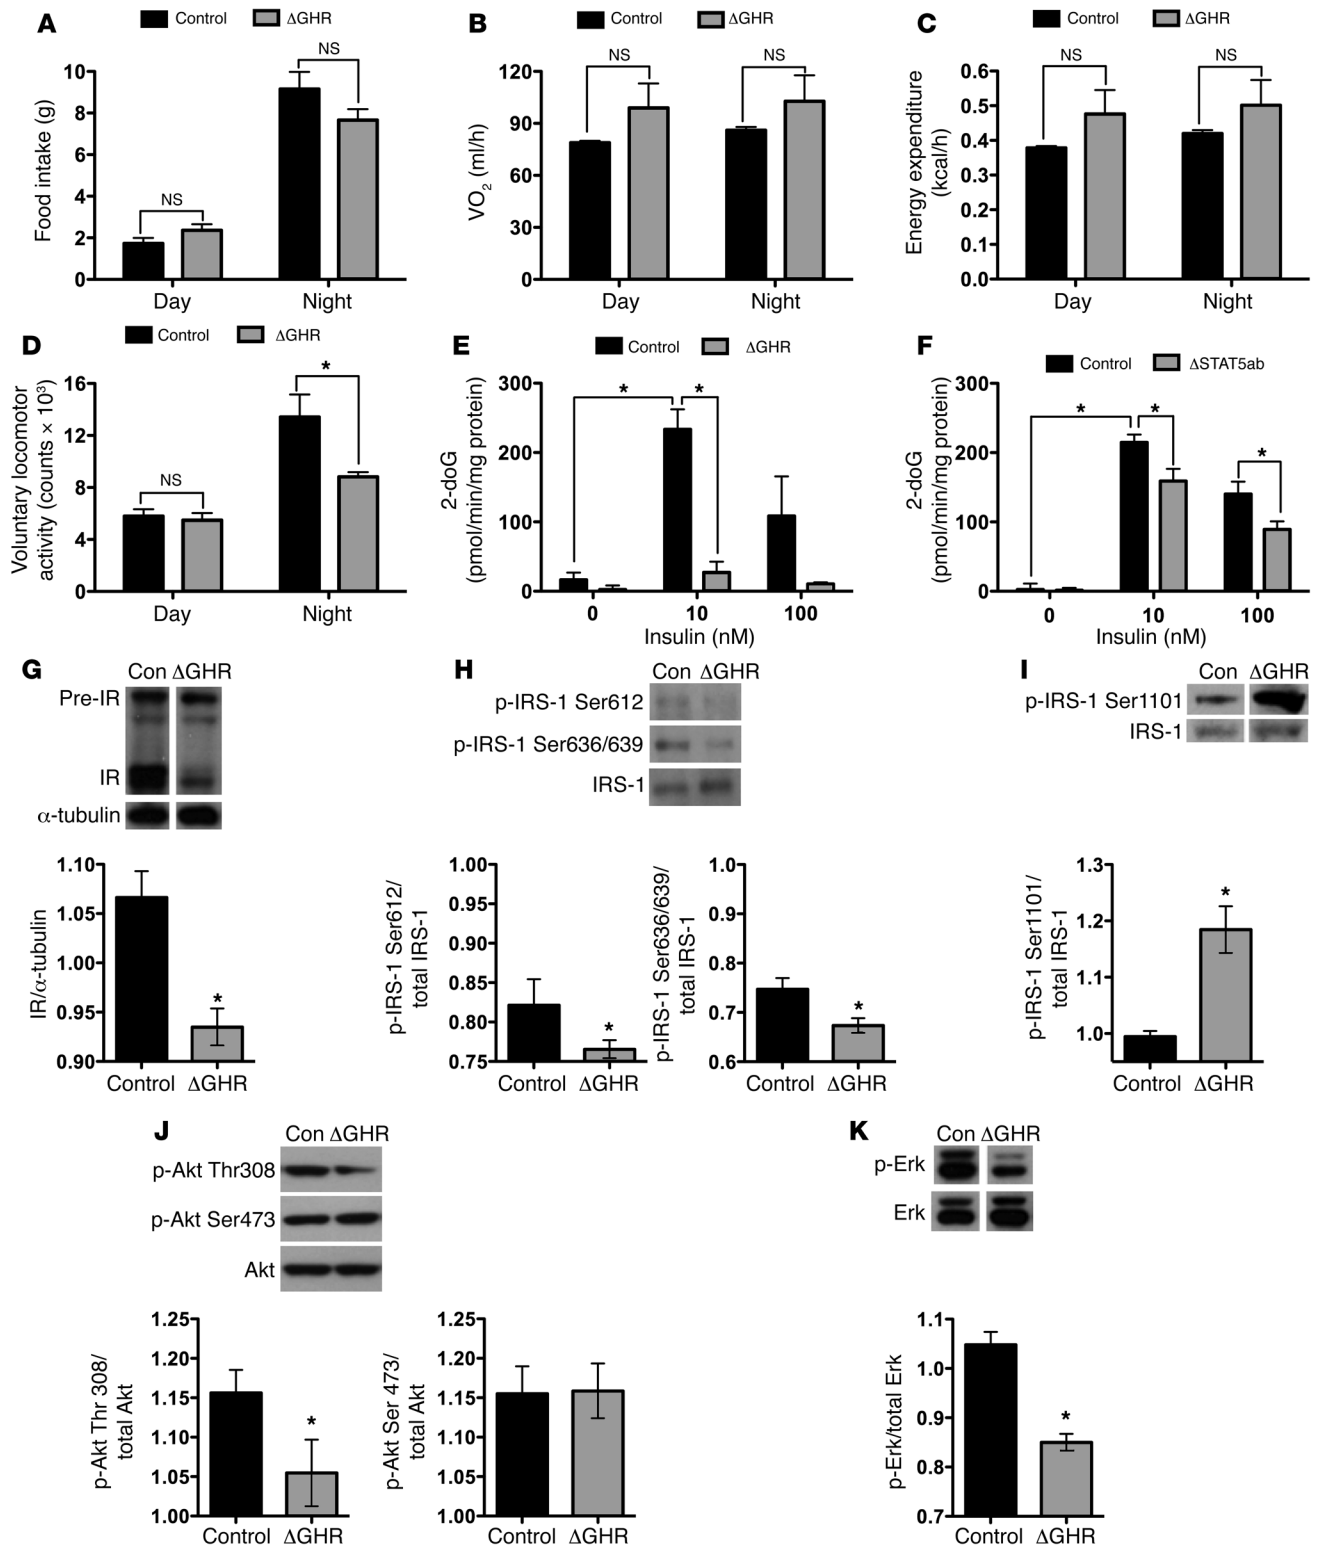 A
Control
ΔGHR
Food intake (g)
10
8
6
4
2
0
NS
NS
Day
Night
B
Control
ΔGHR
VO2 (ml/h)
120
90
60
30
0
NS
NS
Day
Night
C
Control
ΔGHR
Energy expenditure
(kcal/h)
0.6
0.5
0.4
0.3
0.2
0.1
0.0
NS
NS
Day
Night
D
Control
ΔGHR
Voluntary locomotor
activity (counts × 10³)
16
12
8
4
0
NS
*
Day
Night
E
Control
ΔGHR
2-doG
(pmol/min/mg protein)
300
200
100
0
*
*
0
10
100
Insulin (nM)
F
Control
ΔSTAT5ab
2-doG
(pmol/min/mg protein)
300
200
100
0
*
*
*
0
10
100
Insulin (nM)
G
Con ΔGHR
Pre-IR
IR
α-tubulin
IR/α-tubulin
1.10
1.05
1.00
0.95
0.90
*
Control
ΔGHR
H
Con ΔGHR
p-IRS-1 Ser612
p-IRS-1 Ser636/639
IRS-1
p-IRS-1 Ser612/
total IRS-1
1.00
0.95
0.90
0.85
0.80
0.75
*
Control
ΔGHR
p-IRS-1 Ser636/639/
total IRS-1
1.0
0.9
0.8
0.7
0.6
*
Control
ΔGHR
I
Con ΔGHR
p-IRS-1 Ser1101
IRS-1
p-IRS-1 Ser1101/
total IRS-1
1.3
1.2
1.1
1.0
*
Control
ΔGHR
J
Con ΔGHR
p-Akt Thr308
p-Akt Ser473
Akt
p-Akt Thr 308/
total Akt
1.25
1.20
1.15
1.10
1.05
1.00
*
Control
ΔGHR
p-Akt Ser 473/
total Akt
1.25
1.20
1.15
1.10
1.05
1.00
Control
ΔGHR
K
Con ΔGHR
p-Erk
Erk
p-Erk/total Erk
1.1
1.0
0.9
0.8
0.7
*
Control
ΔGHR